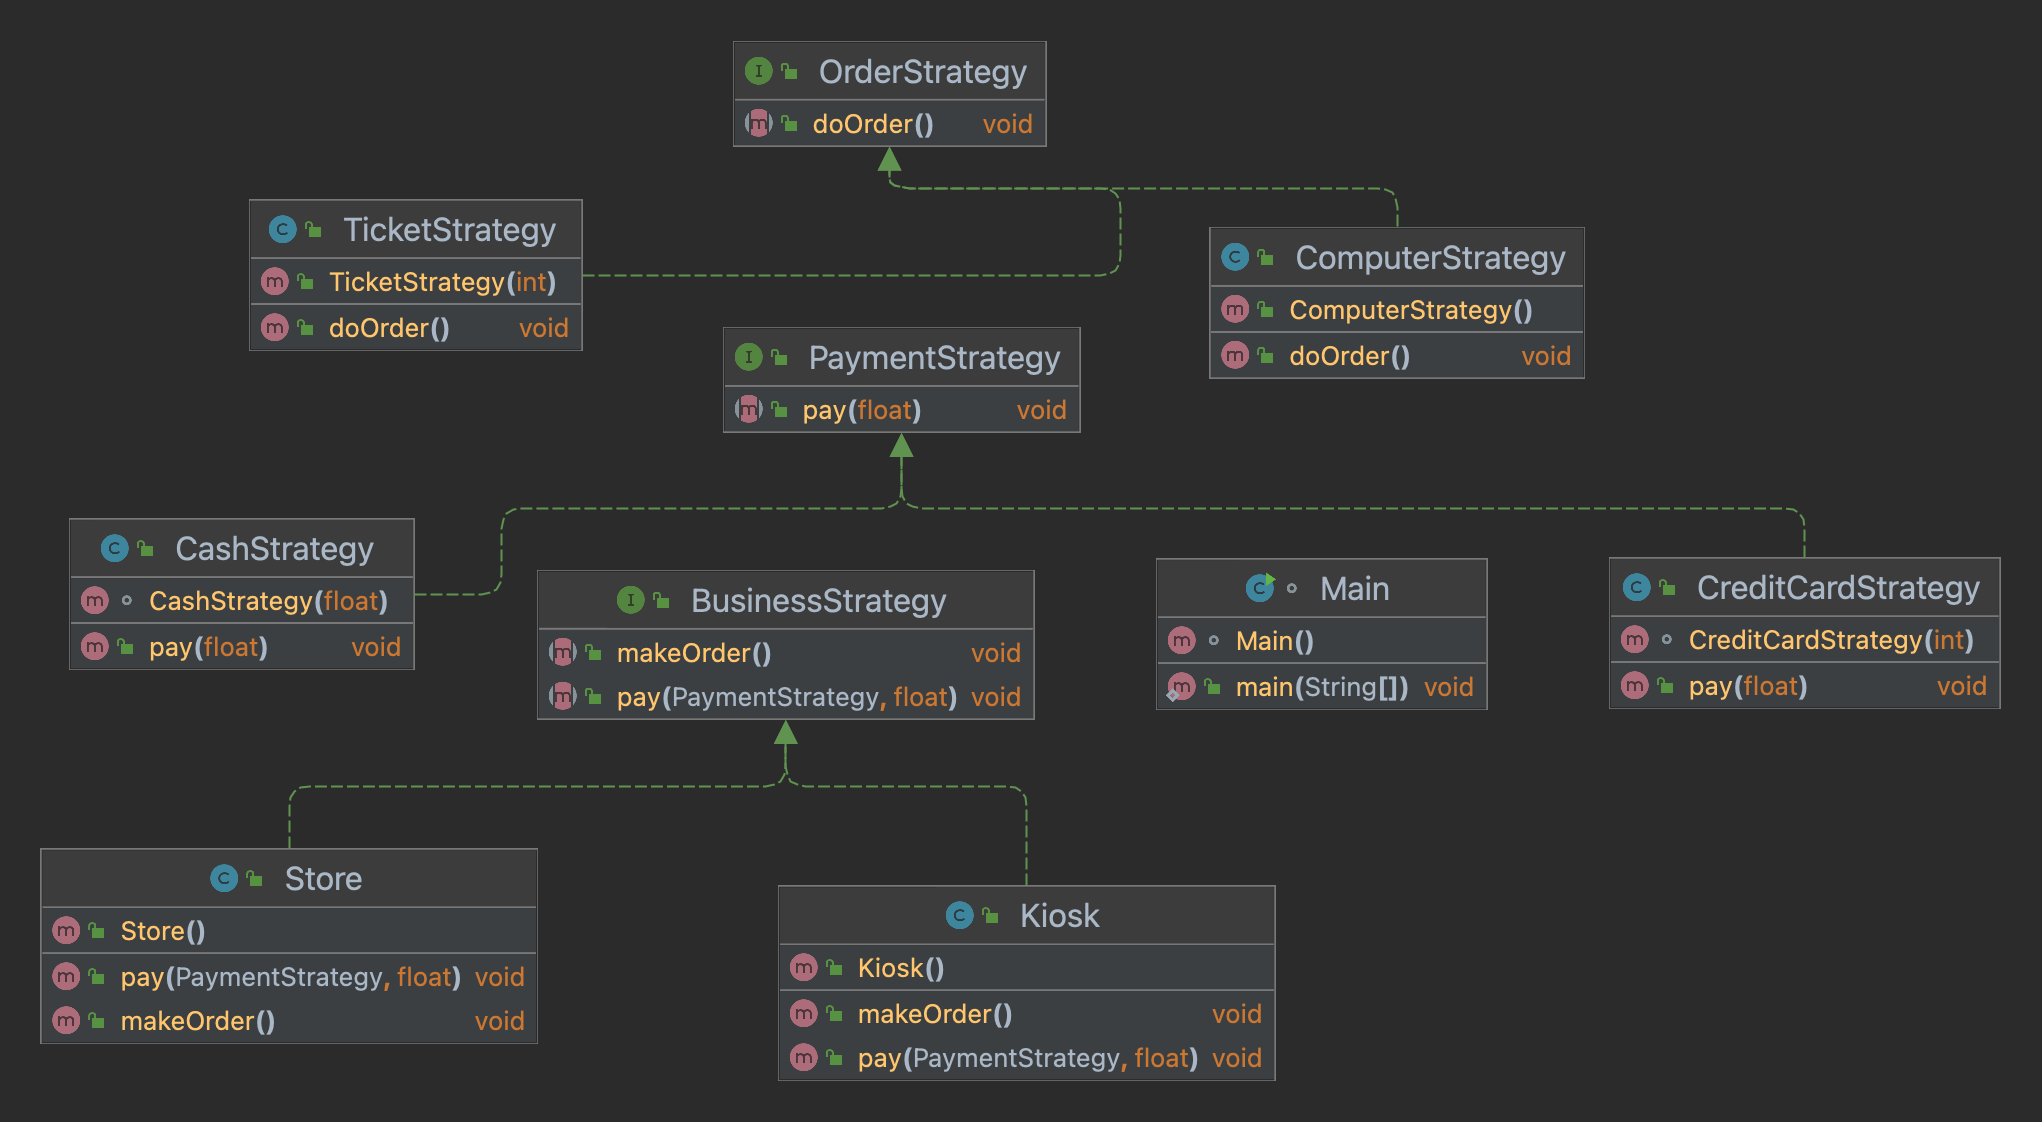 OrderStrategy
doOrder() void
TicketStrategy
TicketStrategy(int)
doOrder() void
ComputerStrategy
ComputerStrategy()
doOrder() void
PaymentStrategy
pay(float) void
CashStrategy
CashStrategy(float)
pay(float) void
BusinessStrategy
makeOrder() void
pay(PaymentStrategy, float) void
Main
Main()
main(String[]) void
CreditCardStrategy
CreditCardStrategy(int)
pay(float) void
Store
Store()
pay(PaymentStrategy, float) void
makeOrder() void
Kiosk
Kiosk()
makeOrder() void
pay(PaymentStrategy, float) void